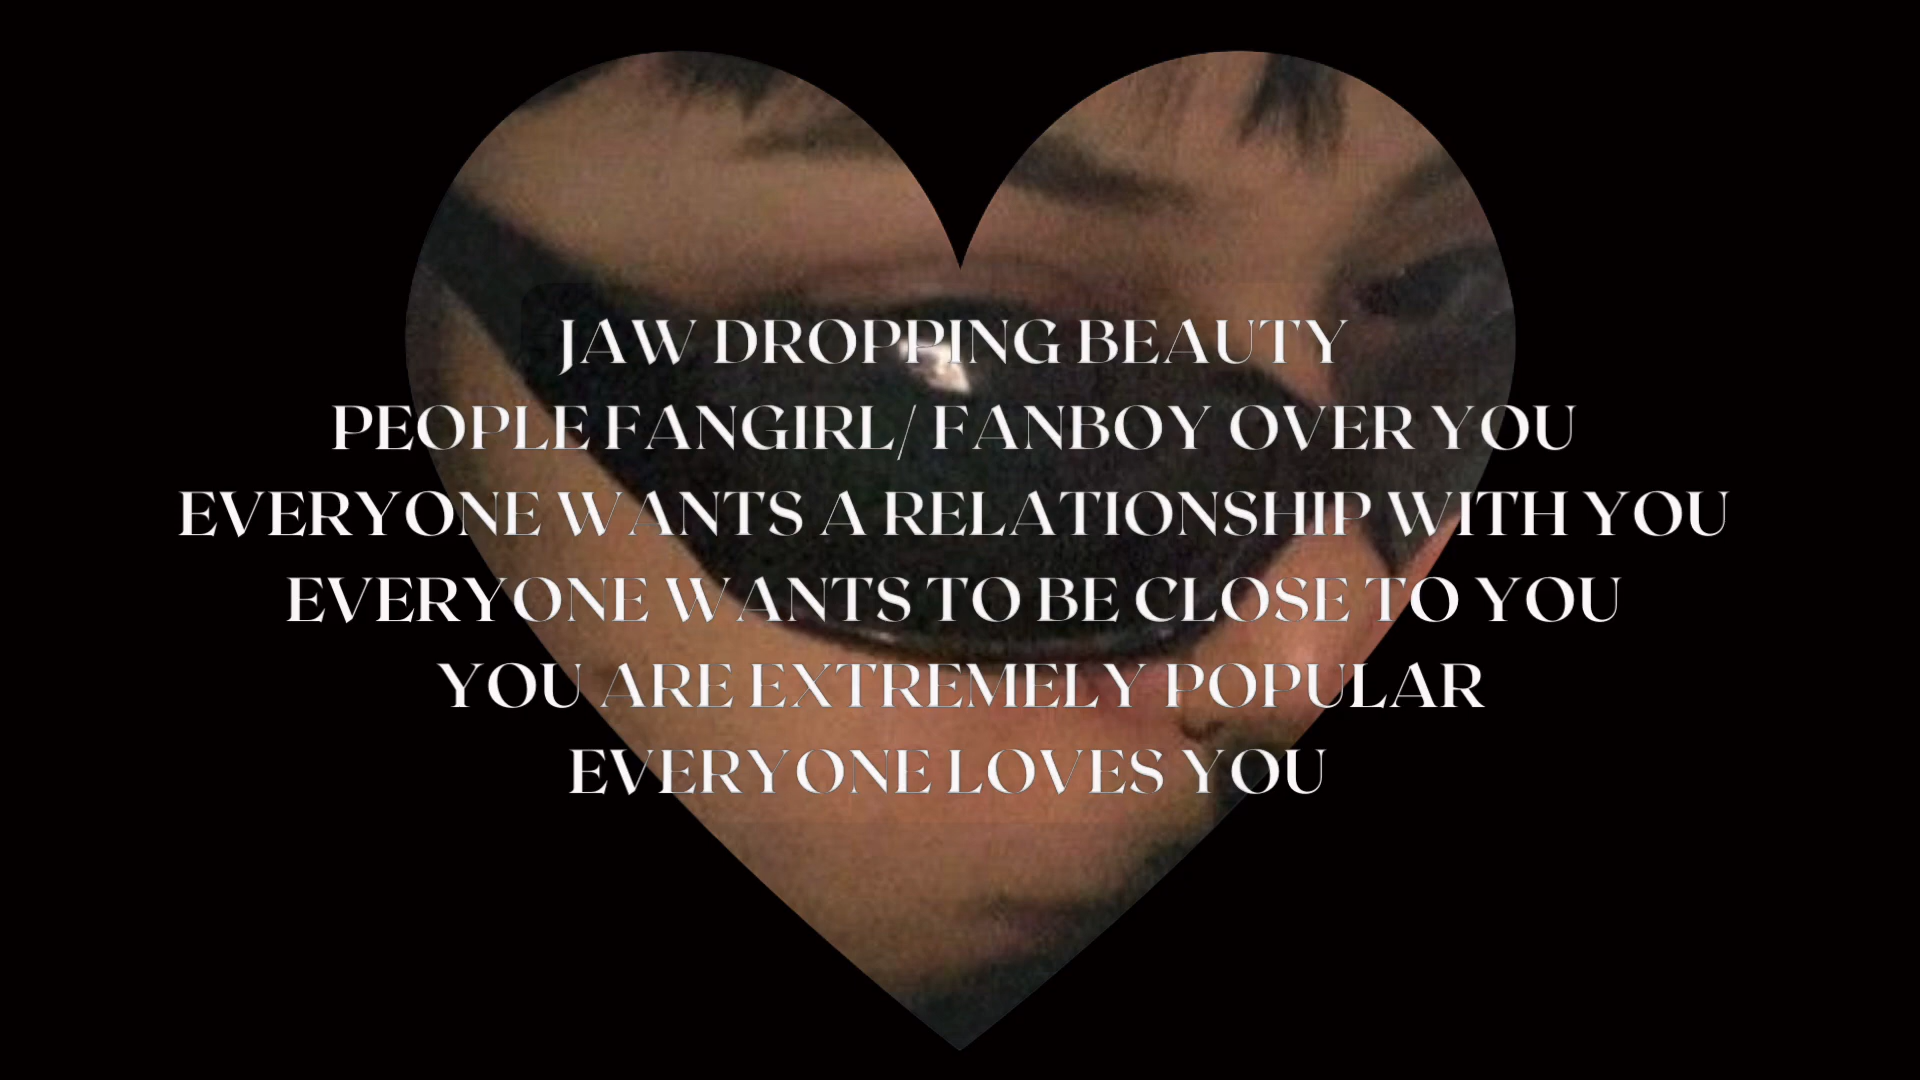 JAW DROPPING BEAUTY
PEOPLE FANGIRL/ FANBOY OVER YOU
EVERYONE WANTS A RELATIONSHIP WITH YOU
EVERYONE WANTS TO BE CLOSE TO YOU
YOU ARE EXTREMELY POPULAR
EVERYONE LOVES YOU